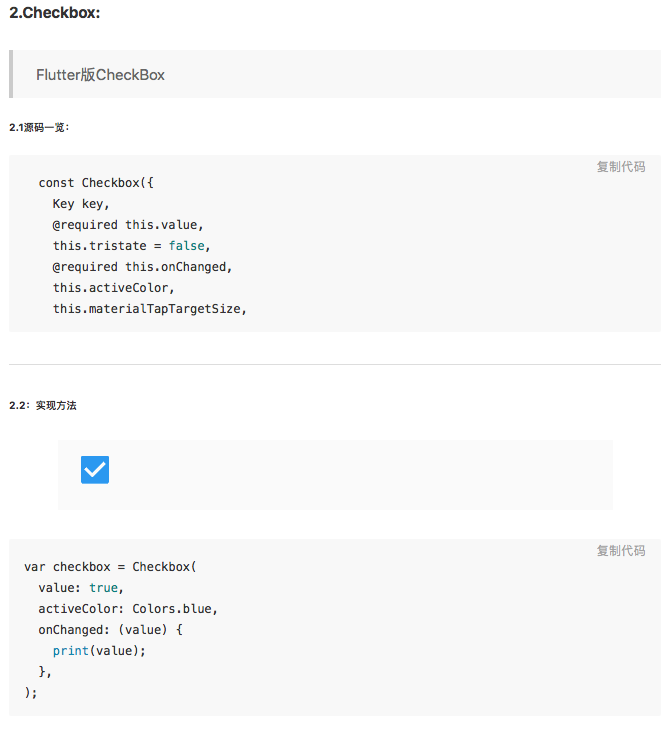 2.Checkbox:
Flutter版CheckBox
2.1源码一览：
复制代码
const Checkbox({
Key key,
@required this.value,
this.tristate = false,
@required this.onChanged,
this.activeColor,
this.materialTapTargetSize,
2.2：实现方法
复制代码
var checkbox = Checkbox(
value: true,
activeColor: Colors.blue,
onChanged: (value) {
print(value);
},
);